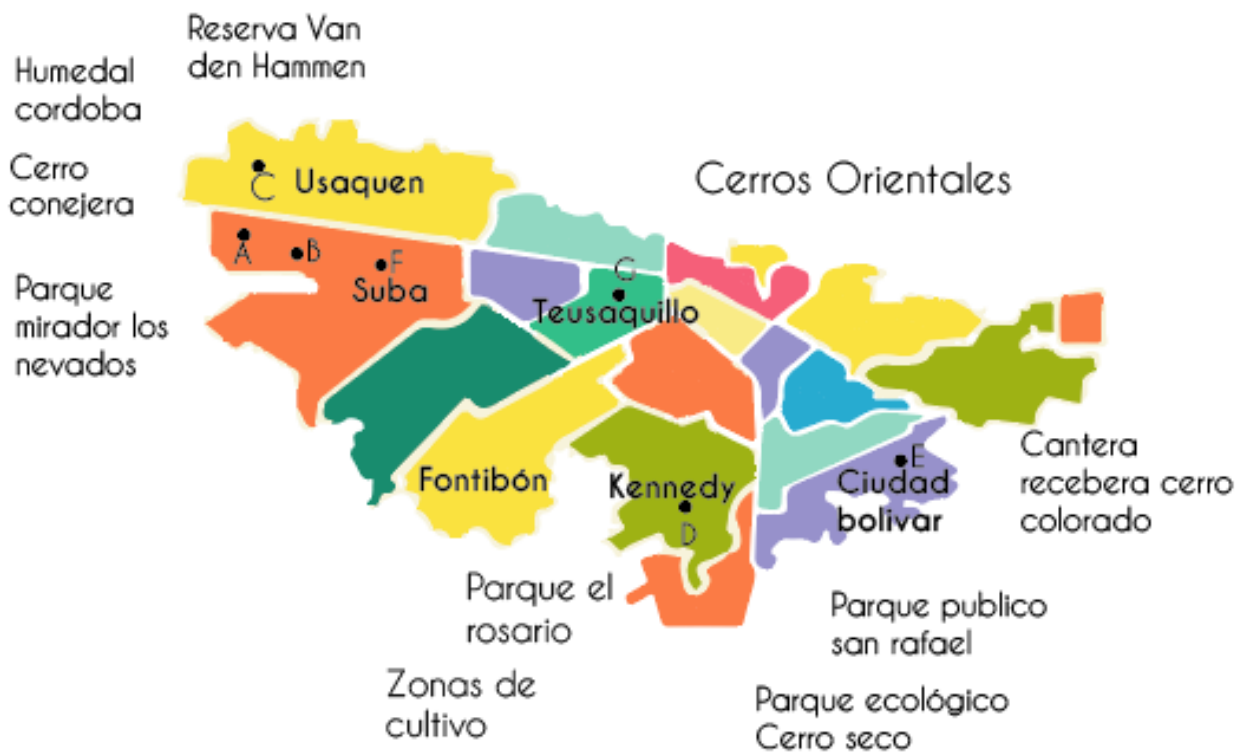 Reserva Van
den Hammen
Humedal
cordoba
Cerro
conejera
Parque
mirador los
nevados
Cerros Orientales
C
Usaquen
A
B
F
Suba
G
Teusaquillo
Fontibón
Kennedy
D
E
Ciudad
bolivar
Cantera
recebera cerro
colorado
Parque el
rosario
Zonas de
cultivo
Parque publico
san rafael
Parque ecológico
Cerro seco